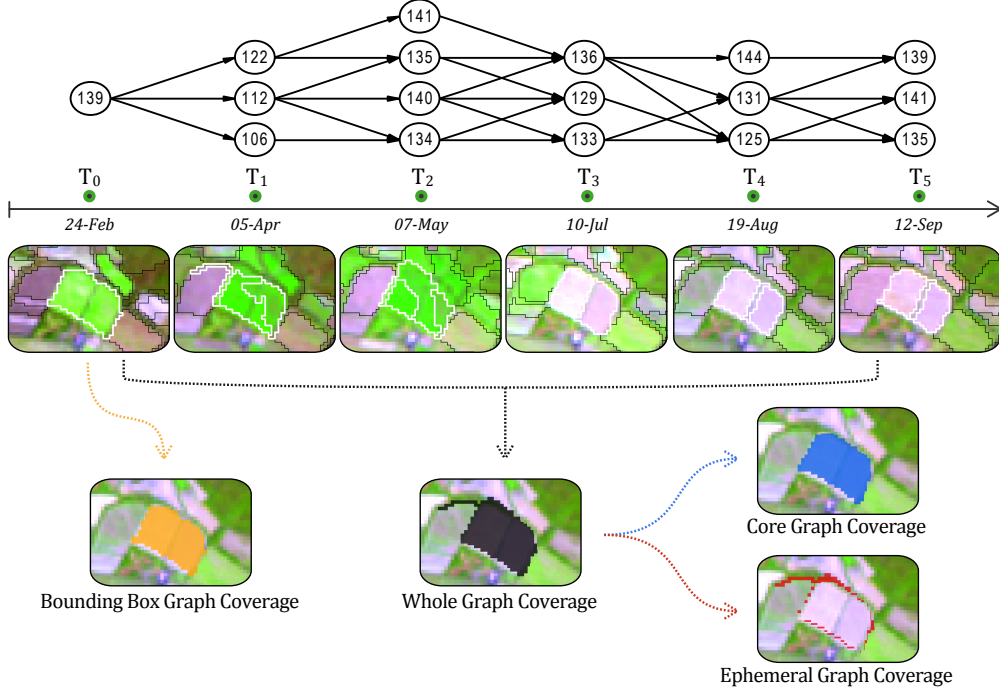 141
122 135 136 144 139
139 112 140 129 131 141
106 134 133 125 135
T0 T1 T2 T3 T4 T5
24-Feb 05-Apr 07-May 10-Jul 19-Aug 12-Sep
Core Graph Coverage
Bounding Box Graph Coverage
Whole Graph Coverage
Ephemeral Graph Coverage